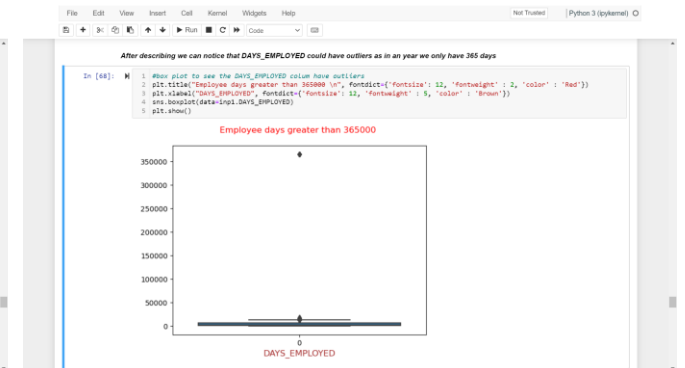 File Edit View Insert Cell Kernel Widgets Help Not Trusted Python 3 (ipykernel)
Run Code
After describing we can notice that DAYS_EMPLOYED could have outliers as in an year we only have 365 days
In [68]: 1 #box plot to see the DAYS_EMPLOYED colum have outliers
2 plt.title("Employee days greater than 365000 \n", fontdict={'fontsize': 12, 'fontweight' : 2, 'color' : 'Red'})
3 plt.xlabel("DAYS_EMPLOYED", fontdict={'fontsize': 12, 'fontweight' : 5, 'color' : 'Brown'})
4 sns.boxplot(data=inp1.DAYS_EMPLOYED)
5 plt.show()
Employee days greater than 365000
350000
300000
250000
200000
150000
100000
50000
0
0
DAYS_EMPLOYED